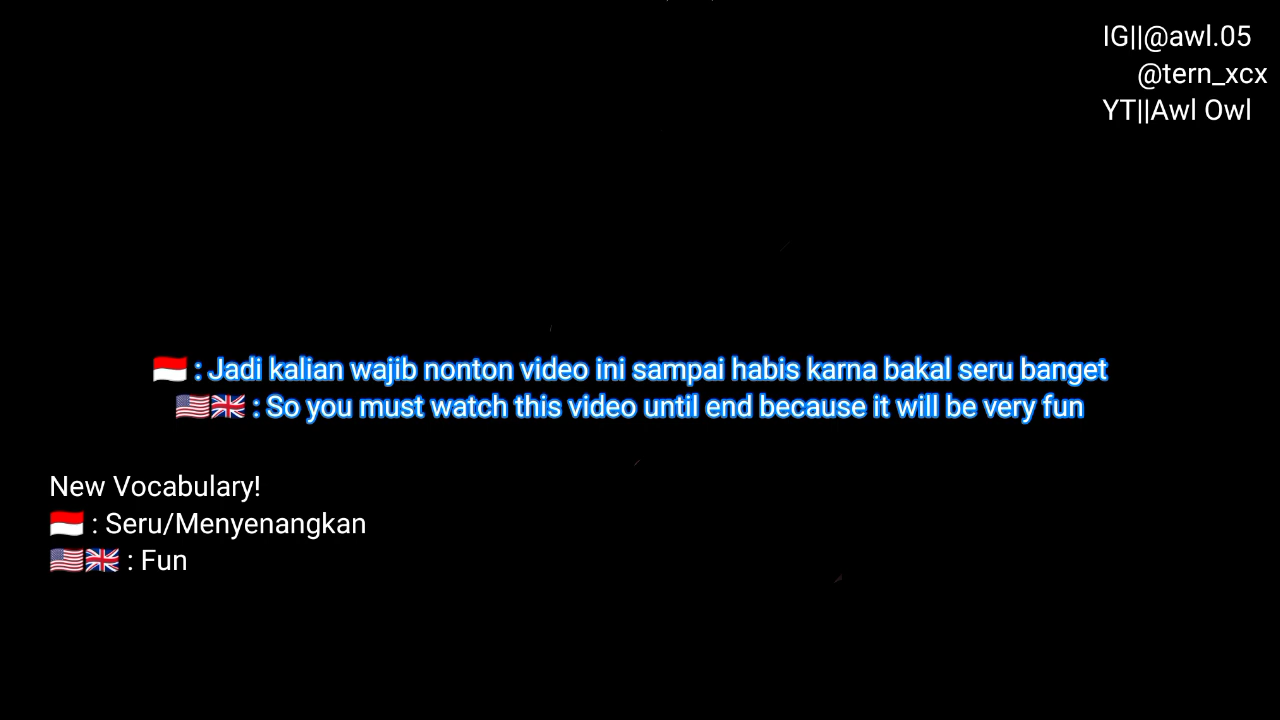 IG||@awl.05
@tern_xcx
YT||Awl Owl
🇮🇩 : Jadi kalian wajib nonton video ini sampai habis karna bakal seru banget
🇺🇸🇬🇧 : So you must watch this video until end because it will be very fun
New Vocabulary!
🇮🇩 : Seru/Menyenangkan
🇺🇸🇬🇧 : Fun